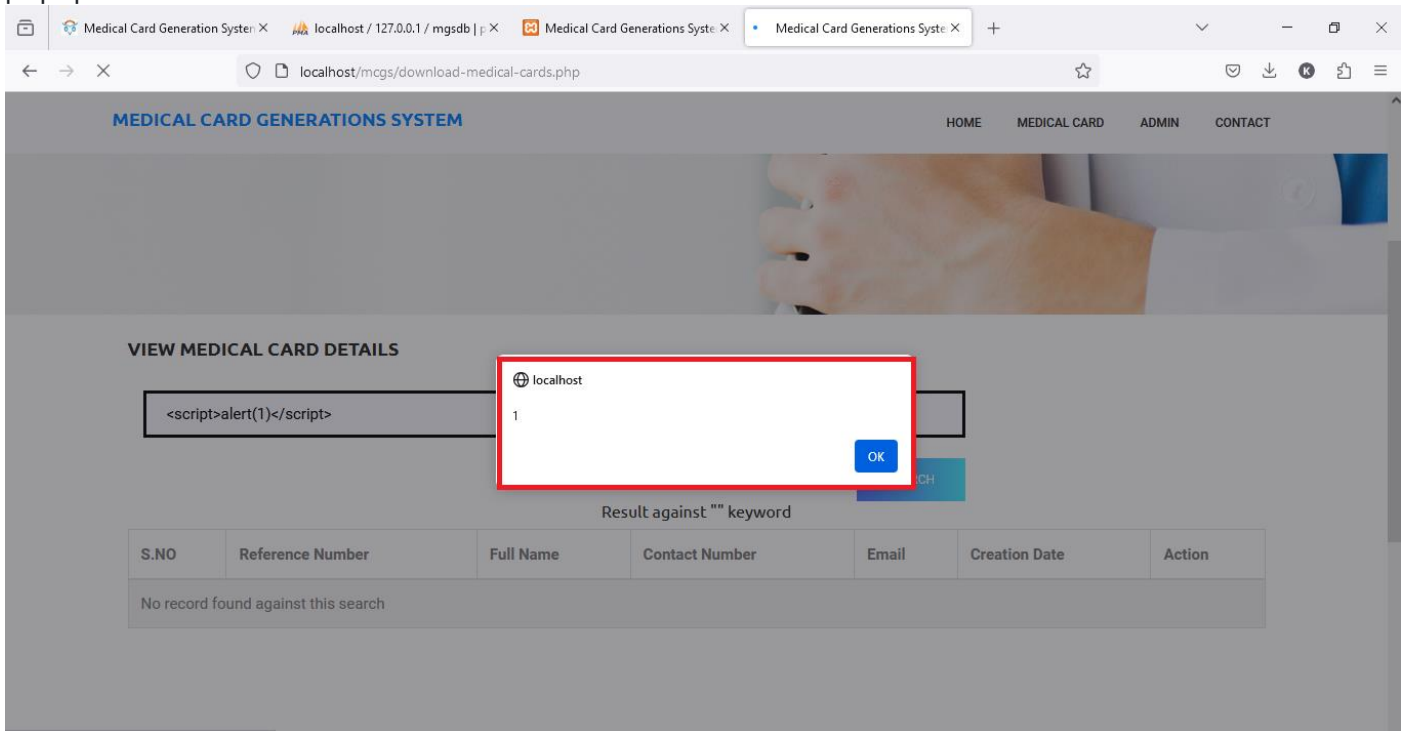 Medical Card Generation System
localhost / 127.0.0.1 / mgsdb | p
Medical Card Generations Syste
Medical Card Generations Syste
localhost/mcgs/download-medical-cards.php
K
MEDICAL CARD GENERATIONS SYSTEM
HOME MEDICAL CARD ADMIN CONTACT
VIEW MEDICAL CARD DETAILS
localhost
<script>alert(1)</script>
1
OK
CH
Result against "" keyword
S.NO Reference Number Full Name Contact Number Email Creation Date Action
No record found against this search